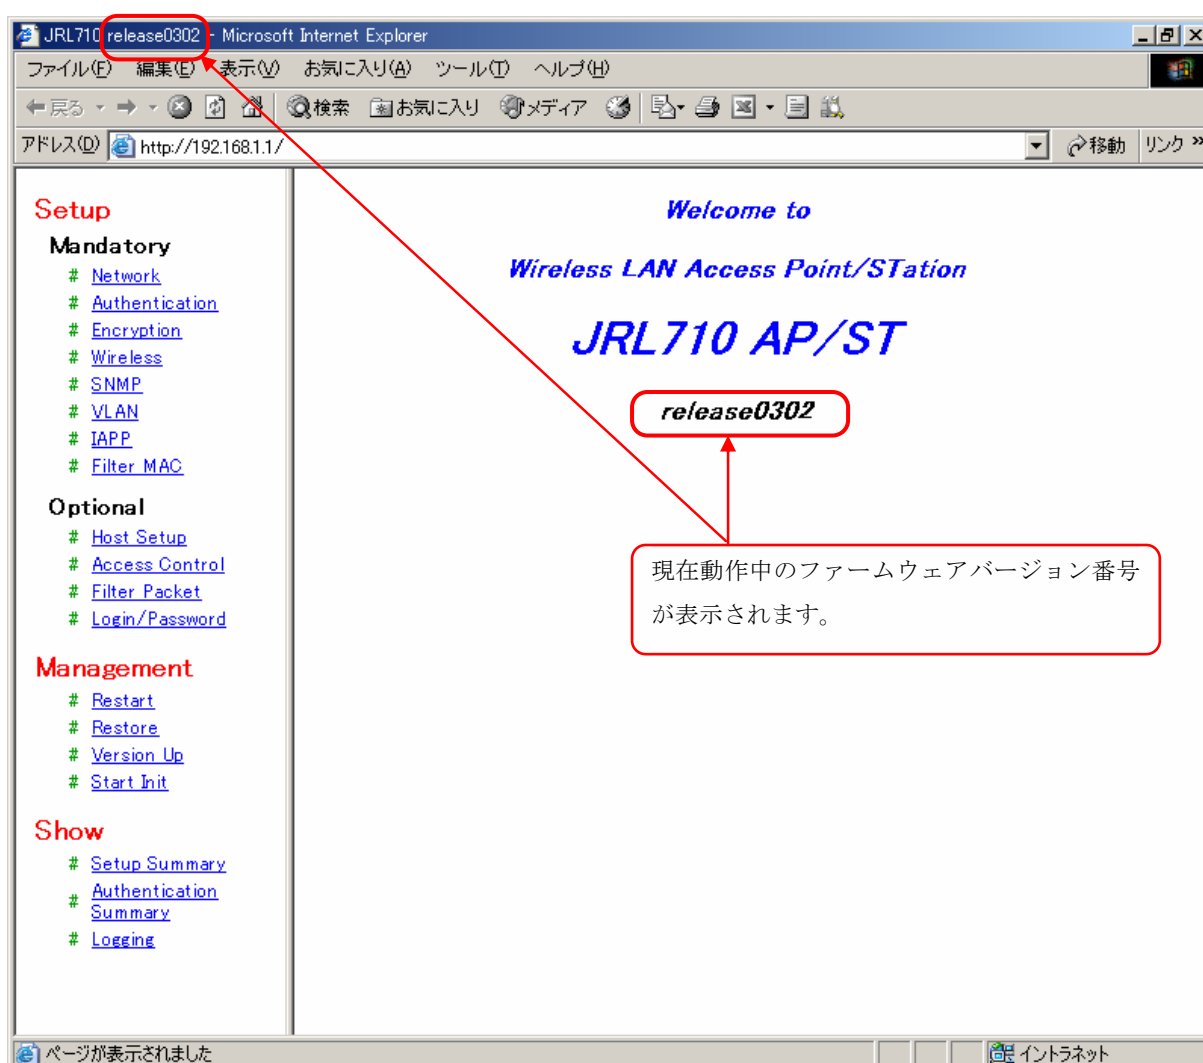 JRL710 release0302 - Microsoft Internet Explorer
ファイル(F) 編集(E) 表示(V) お気に入り(A) ツール(T) ヘルプ(H)
戻る 検索 お気に入り メディア
アドレス(D) http://192.168.1.1/ 移動 リンク »
Setup
Mandatory
# Network
# Authentication
# Encryption
# Wireless
# SNMP
# VLAN
# IAPP
# Filter MAC
Optional
# Host Setup
# Access Control
# Filter Packet
# Login/Password
Management
# Restart
# Restore
# Version Up
# Start Init
Show
# Setup Summary
# Authentication
Summary
# Logging
Welcome to
Wireless LAN Access Point/STation
JRL710 AP/ST
release0302
現在動作中のファームウェアバージョン番号
が表示されます。
ページが表示されました イントラネット